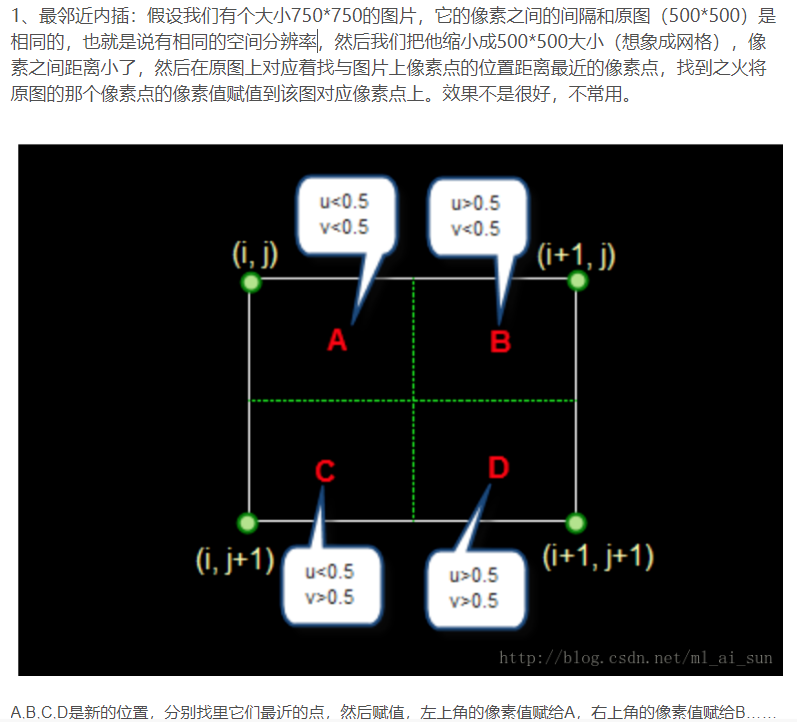 1、最邻近内插：假设我们有个大小750*750的图片，它的像素之间的间隔和原图（500*500）是
相同的，也就是说有相同的空间分辨率，然后我们把他缩小成500*500大小（想象成网格），像
素之间距离小了，然后在原图上对应着找与图片上像素点的位置距离最近的像素点，找到之火将
原图的那个像素点的像素值赋值到该图对应像素点上。效果不是很好，不常用。
u<0.5
v<0.5
u>0.5
v<0.5
(i, j)
(i+1, j)
A
B
C
D
(i, j+1)
(i+1, j+1)
u<0.5
v>0.5
u>0.5
v>0.5
http://blog.csdn.net/ml_ai_sun
A.B.C.D是新的位置，分别找里它们最近的点，然后赋值，左上角的像素值赋给A，右上角的像素值赋给B……